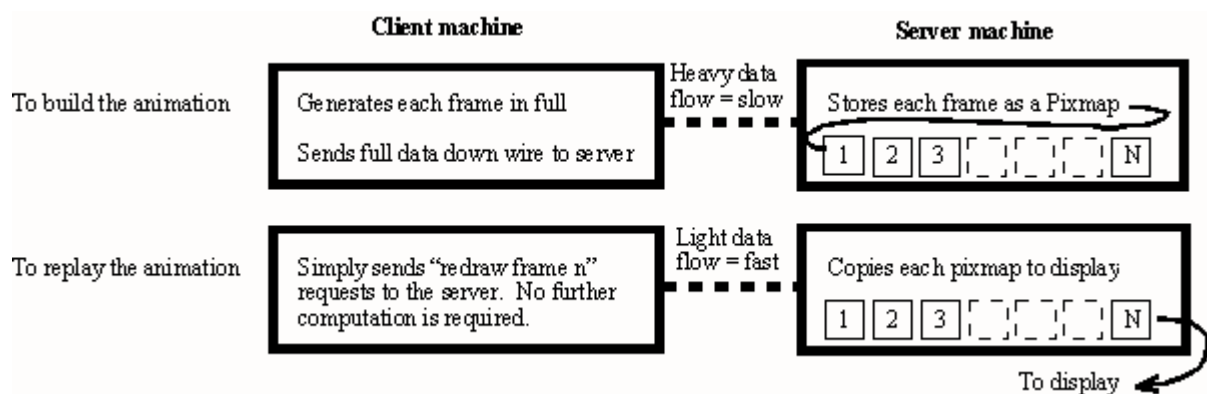 Client machine
Server machine
To build the animation
Generates each frame in full
Sends full data down wire to server
Heavy data
flow = slow
Stores each frame as a Pixmap
1 2 3 N
To replay the animation
Simply sends “redraw frame n”
requests to the server. No further
computation is required.
Light data
flow = fast
Copies each pixmap to display
1 2 3 N
To display